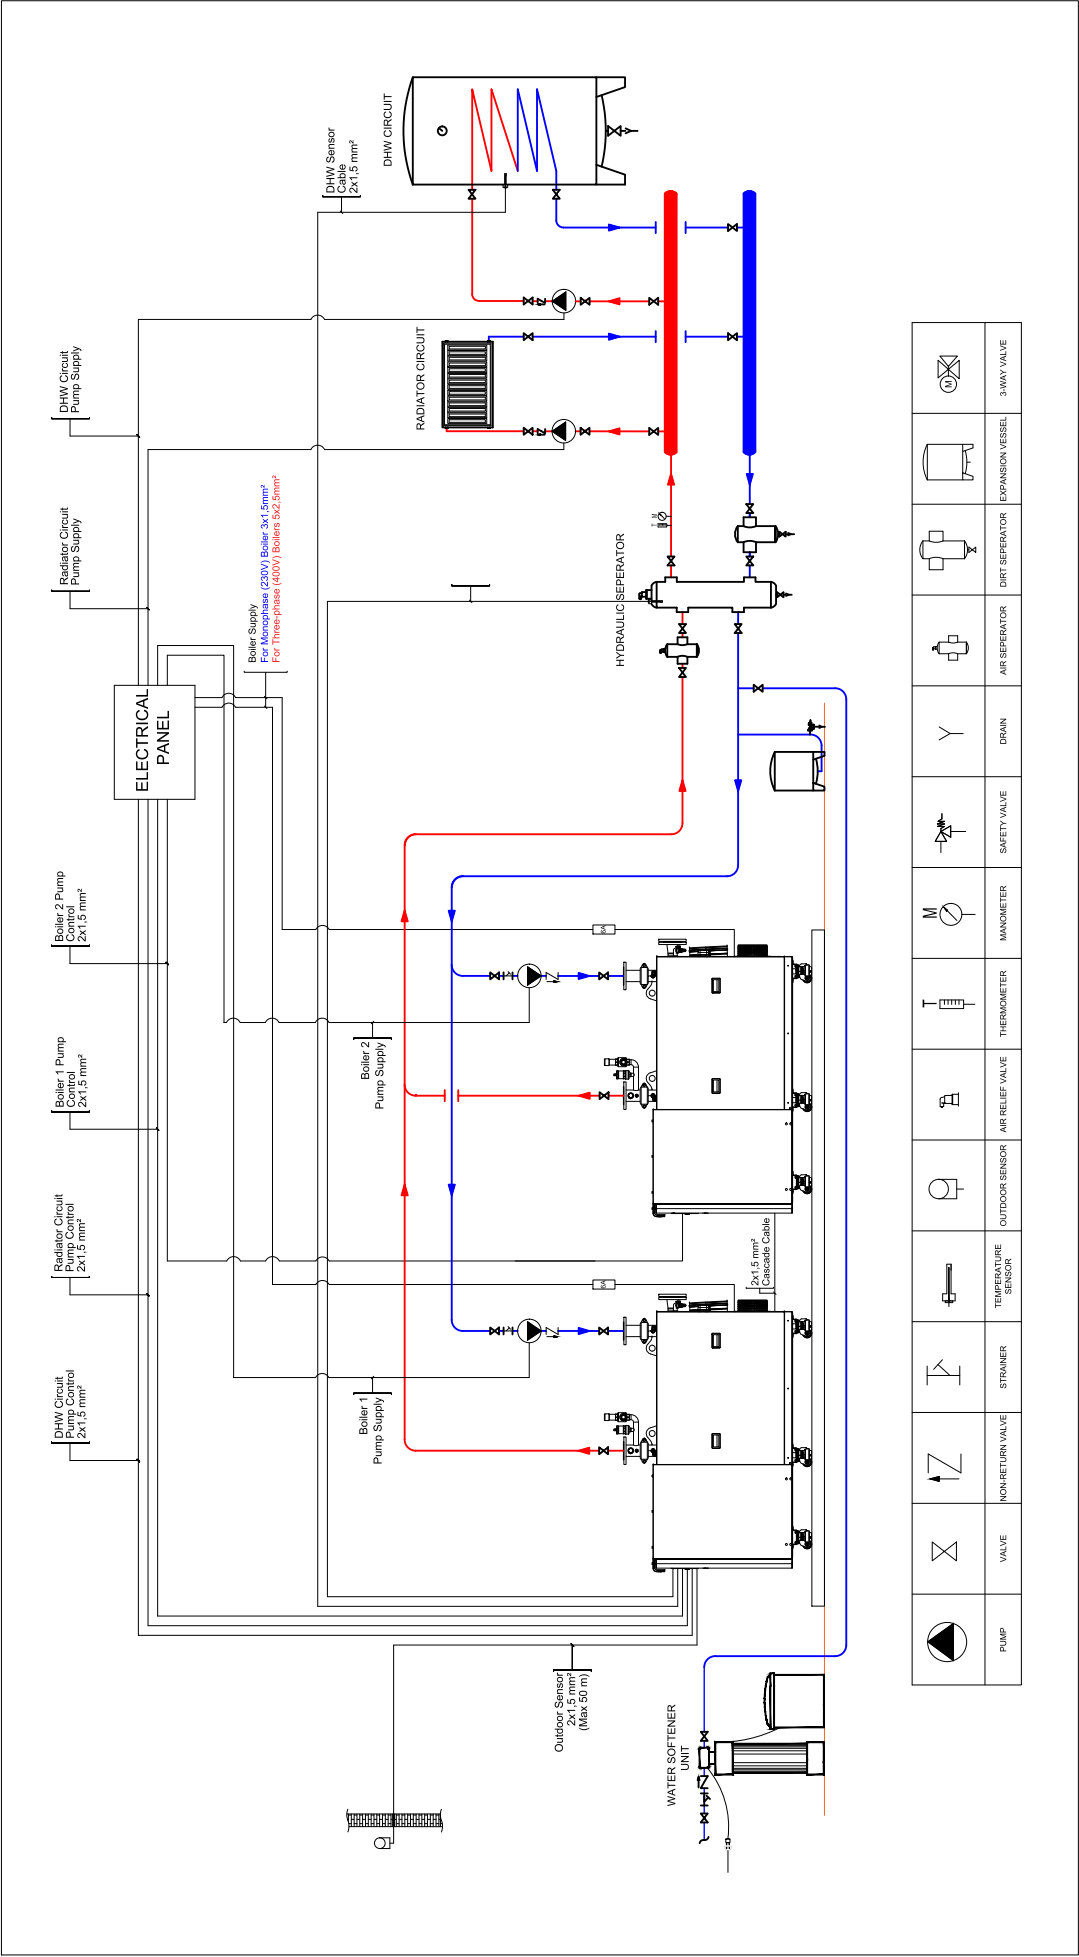 DHW Circuit
Pump Control
2x1,5 mm²
Radiator Circuit
Pump Control
2x1,5 mm²
Boiler 1 Pump
Control
2x1,5 mm²
Boiler 2 Pump
Control
2x1,5 mm²
ELECTRICAL
PANEL
Radiator Circuit
Pump Supply
DHW Circuit
Pump Supply
Boiler Supply
For Monophase (230V) Boiler 3x1,5mm²
For Three-phase (400V) Boilers 5x2,5mm²
DHW Sensor
Cable
2x1,5 mm²
DHW CIRCUIT
RADIATOR CIRCUIT
Boiler 1
Pump Supply
Boiler 2
Pump Supply
HYDRAULIC SEPERATOR
T
M
6A
6A
Outdoor Sensor
2x1,5 mm²
(Max 50 m)
2x1,5 mm²
Cascade Cable
WATER SOFTENER
UNIT
PUMP
VALVE
NON-RETURN VALVE
STRAINER
TEMPERATURE
SENSOR
OUTDOOR SENSOR
AIR RELIEF VALVE
T
THERMOMETER
M
MANOMETER
SAFETY VALVE
DRAIN
AIR SEPERATOR
DIRT SEPERATOR
EXPANSION VESSEL
M
3-WAY VALVE